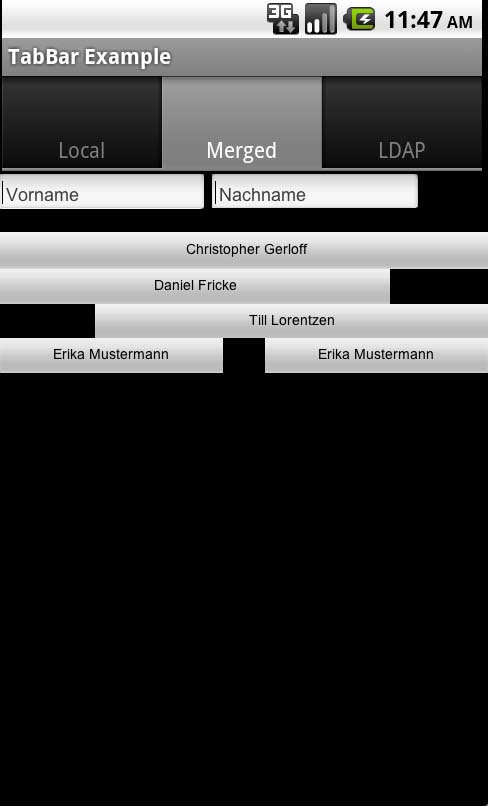 3G 11:47 AM
TabBar Example
Local Merged LDAP
Vorname Nachname
Christopher Gerloff
Daniel Fricke
Till Lorentzen
Erika Mustermann Erika Mustermann